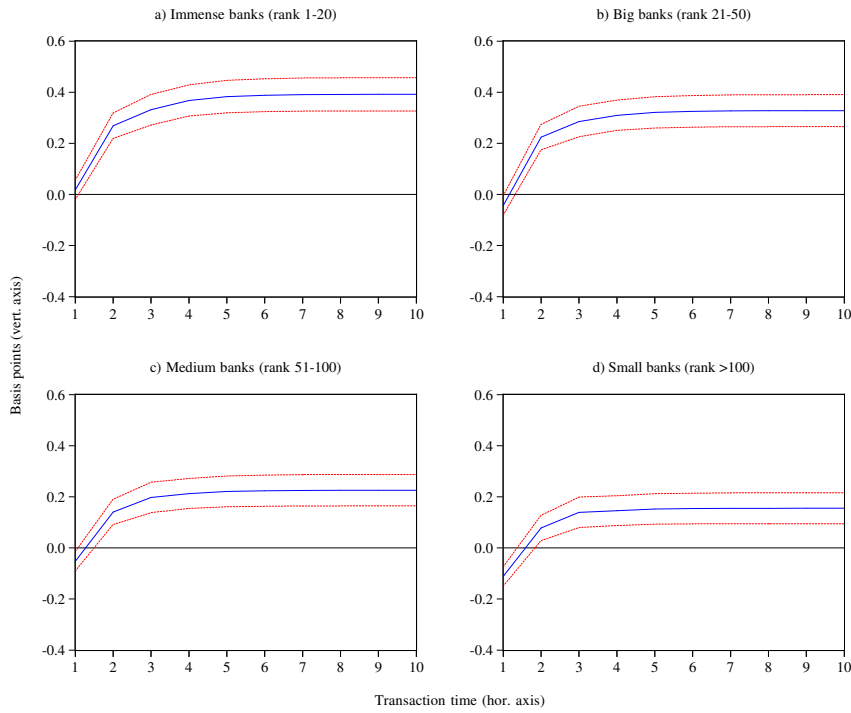 a) Immense banks (rank 1-20)
0.6
0.4
0.2
0.0
-0.2
-0.4
1 2 3 4 5 6 7 8 9 10
b) Big banks (rank 21-50)
0.6
0.4
0.2
0.0
-0.2
-0.4
1 2 3 4 5 6 7 8 9 10
Basis points (vert. axis)
c) Medium banks (rank 51-100)
0.6
0.4
0.2
0.0
-0.2
-0.4
1 2 3 4 5 6 7 8 9 10
d) Small banks (rank >100)
0.6
0.4
0.2
0.0
-0.2
-0.4
1 2 3 4 5 6 7 8 9 10
Transaction time (hor. axis)